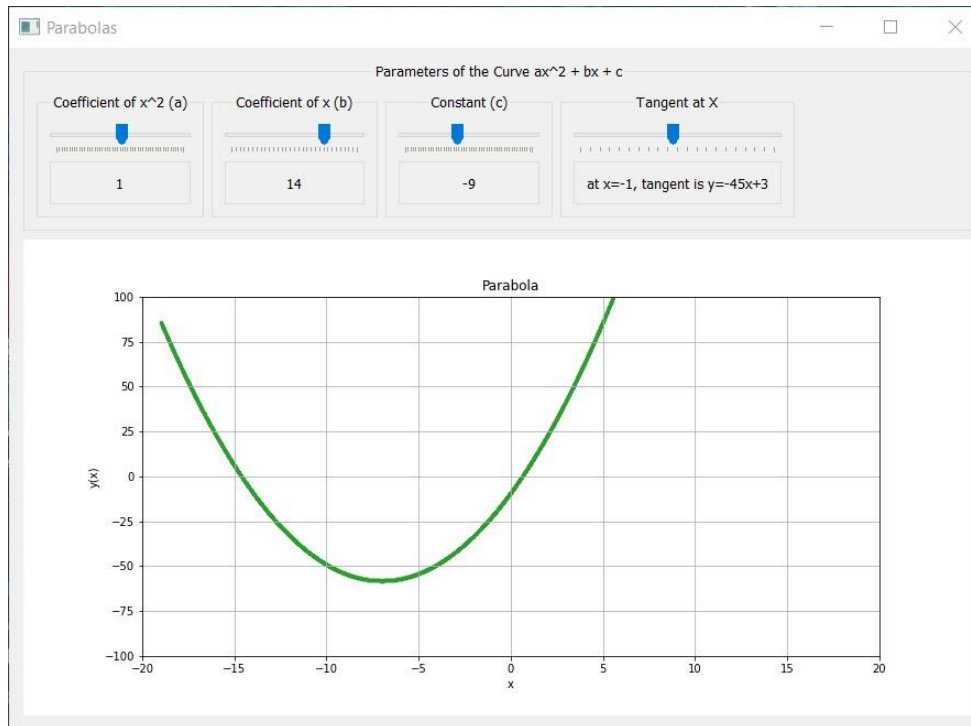 Parabolas
Parameters of the Curve ax^2 + bx + c
Coefficient of x^2 (a)
Coefficient of x (b)
Constant (c)
Tangent at X
1
14
-9
at x=-1, tangent is y=-45x+3
Parabola
100
75
50
25
0
−25
−50
−75
−100
y(x)
−20
−15
−10
−5
0
5
10
15
20
x